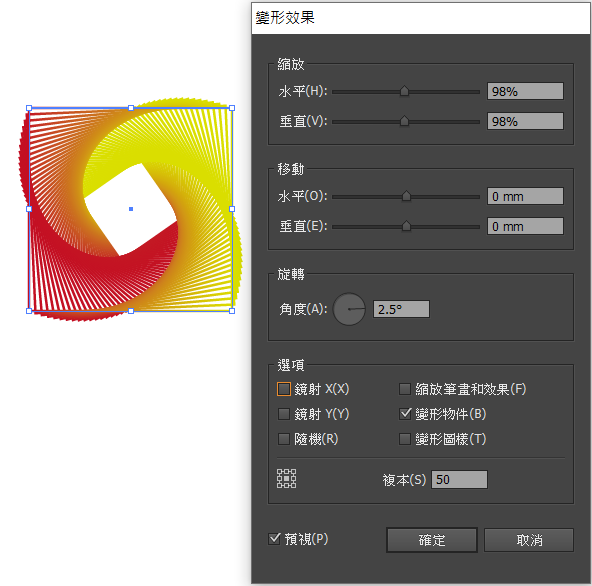 變形效果
縮放
水平(H): 98%
垂直(V): 98%
移動
水平(O): 0 mm
垂直(E): 0 mm
旋轉
角度(A): 2.5°
選項
鏡射 X(X) 縮放筆畫和效果(F)
鏡射 Y(Y) 變形物件(B)
隨機(R) 變形圖樣(T)
複本(S) 50
預視(P) 確定 取消